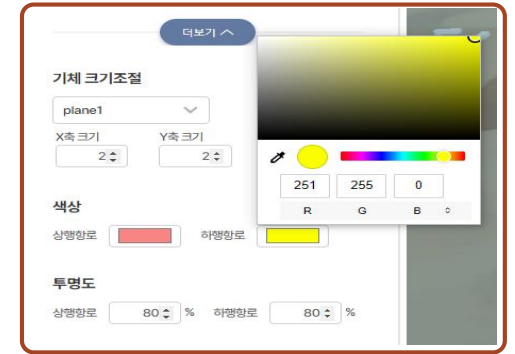 더보기
기체 크기조절
plane1
X축 크기 Y축 크기
2 2
251 255 0
R G B
색상
상행항로 하행항로
투명도
상행항로 80 % 하행항로 80 %